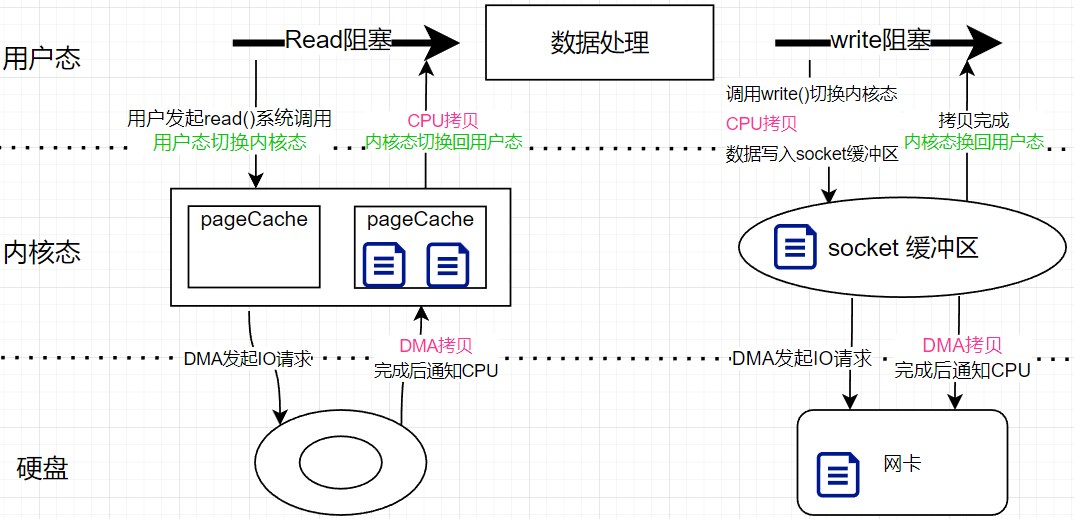 用户态
Read阻塞
数据处理
write阻塞
用户发起read()系统调用
用户态切换内核态
CPU拷贝
内核态切换回用户态
调用write()切换内核态
CPU拷贝
数据写入socket缓冲区
拷贝完成
内核态换回用户态
内核态
pageCache
pageCache
socket 缓冲区
DMA发起IO请求
DMA拷贝
完成后通知CPU
DMA发起IO请求
DMA拷贝
完成后通知CPU
硬盘
网卡